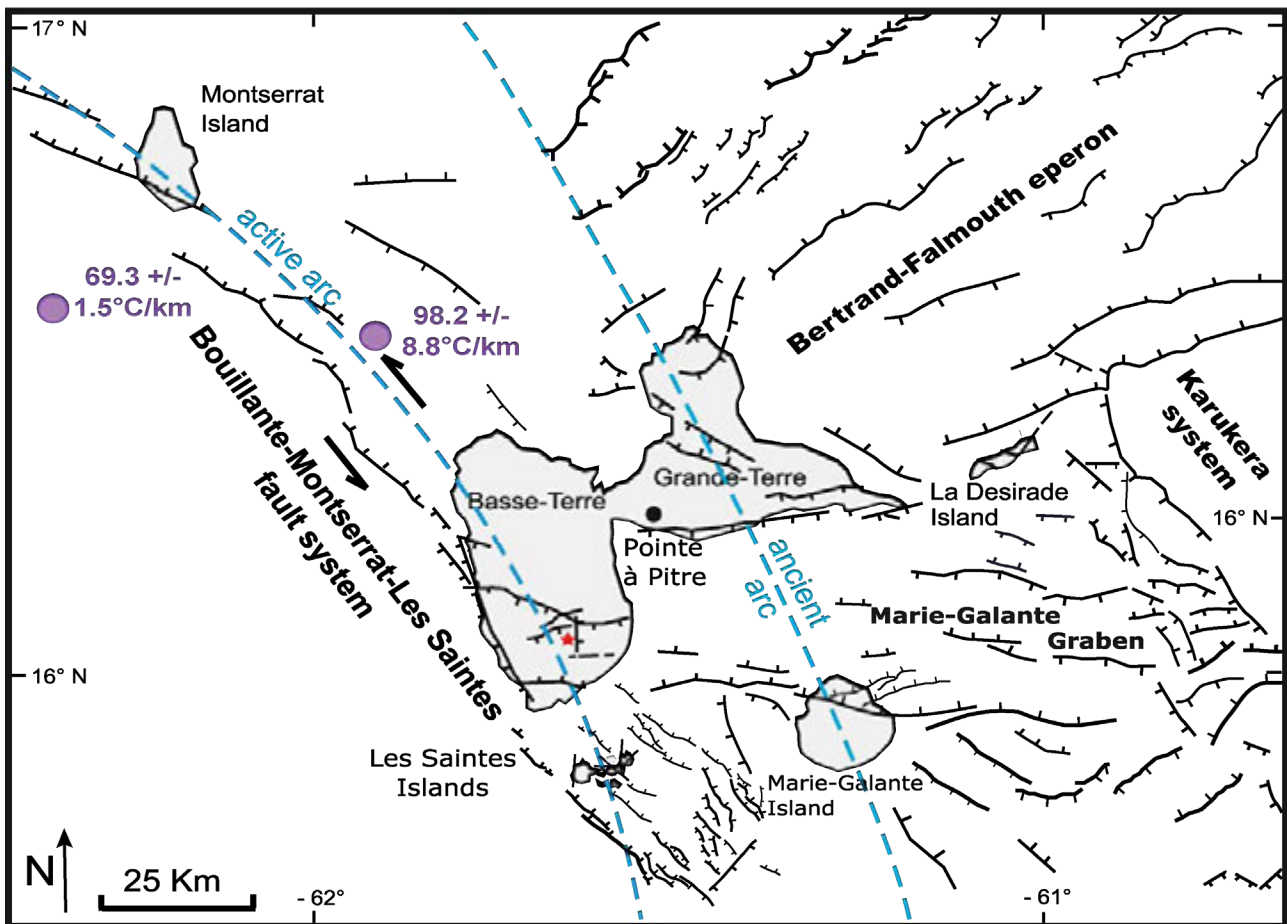 17° N
Montserrat
Island
active arc
69.3 +/-
1.5°C/km
98.2 +/-
8.8°C/km
Bertrand-Falmouth eperon
Bouillante-Montserrat-Les Saintes
fault system
Karukera
system
Basse-Terre
Grande-Terre
La Desirade
Island
16° N
Pointe
à Pitre
ancient
arc
Marie-Galante
Graben
16° N
Les Saintes
Islands
Marie-Galante
Island
N
25 Km
- 62°
- 61°